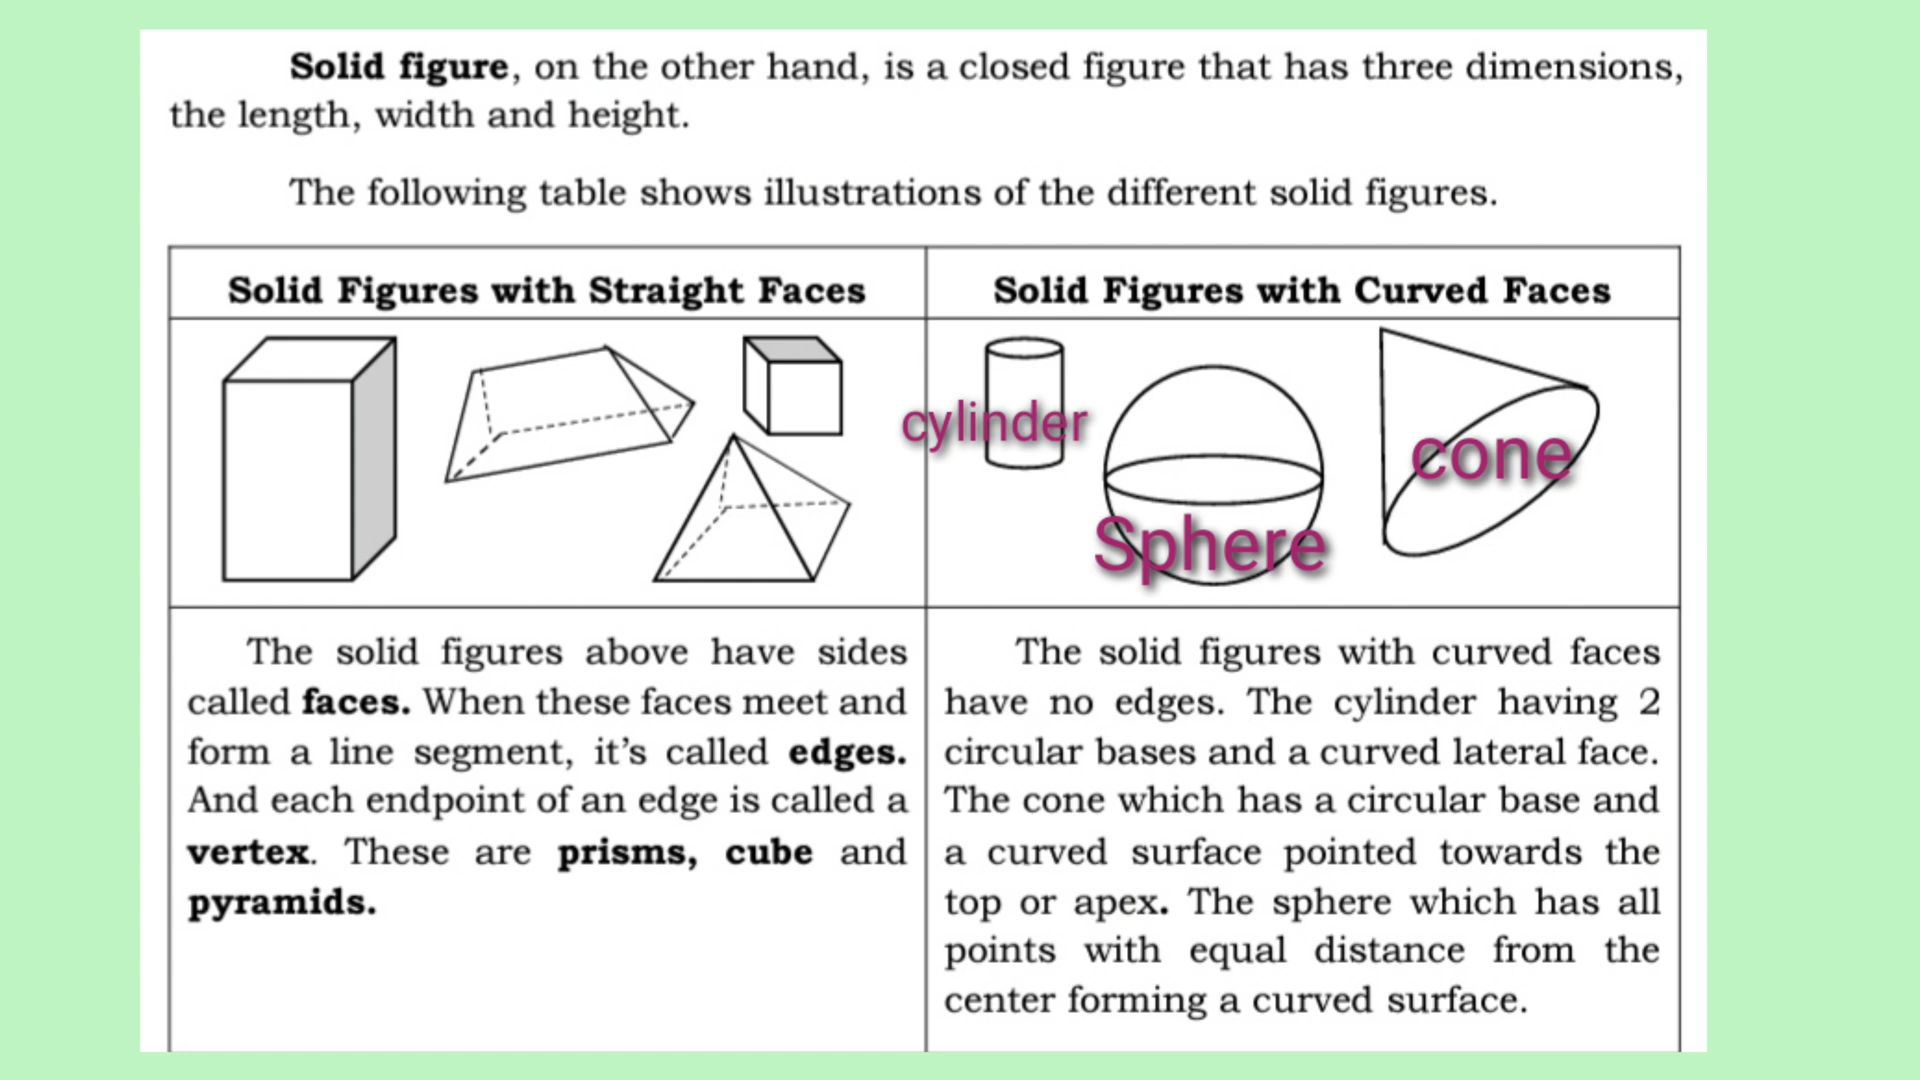 Solid figure, on the other hand, is a closed figure that has three dimensions,
the length, width and height.
The following table shows illustrations of the different solid figures.
Solid Figures with Straight Faces
Solid Figures with Curved Faces
cylinder
Sphere
cone
The solid figures above have sides
called faces. When these faces meet and
form a line segment, it's called edges.
And each endpoint of an edge is called a
vertex. These are prisms, cube and
pyramids.
The solid figures with curved faces
have no edges. The cylinder having 2
circular bases and a curved lateral face.
The cone which has a circular base and
a curved surface pointed towards the
top or apex. The sphere which has all
points with equal distance from the
center forming a curved surface.